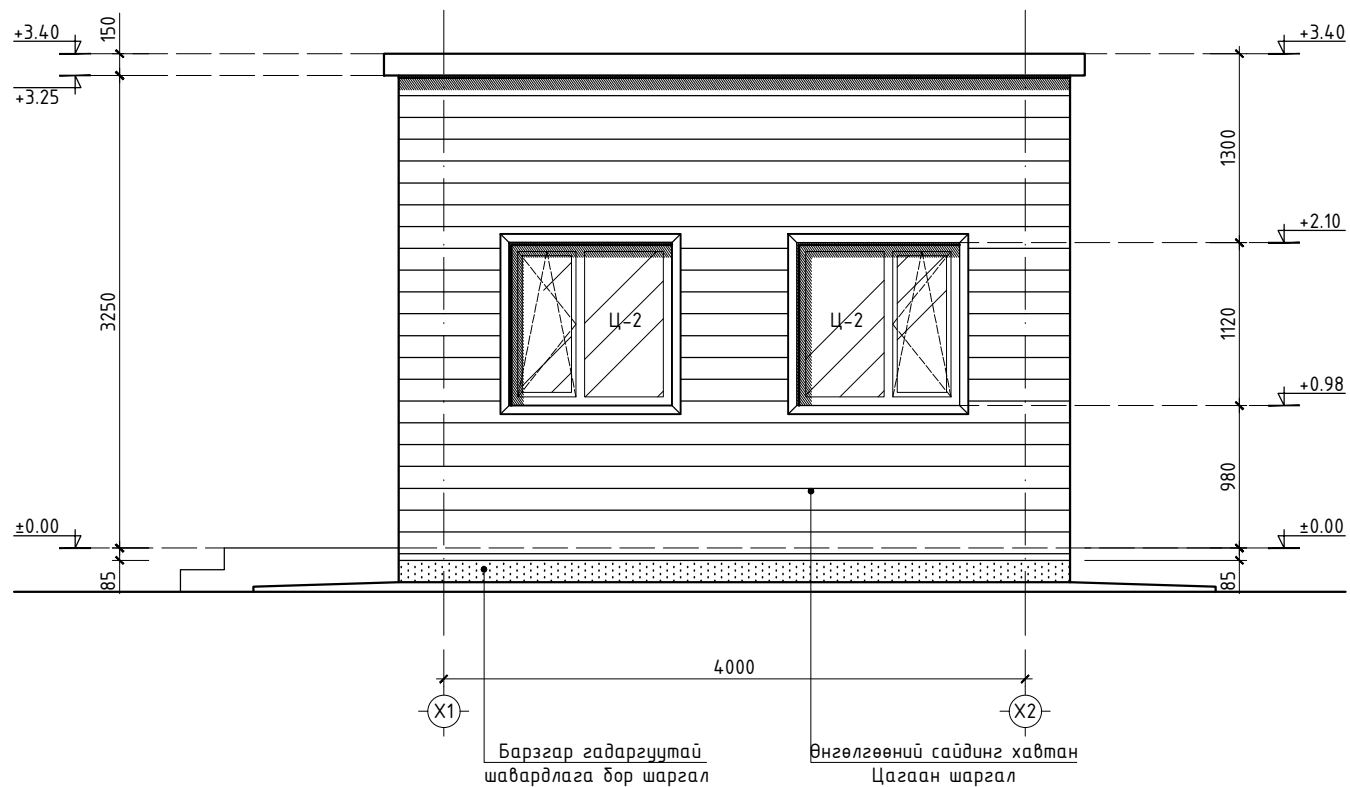 +3.40
150
+3.40
+3.25
1300
+2.10
3250
Ц-2
Ц-2
1120
+0.98
980
±0.00
±0.00
85
85
4000
X1
X2
Барзгар гадаргуутай
шавардлага бор шаргал
Өнгөлгөөний сайдинг хавтан
Цагаан шаргал